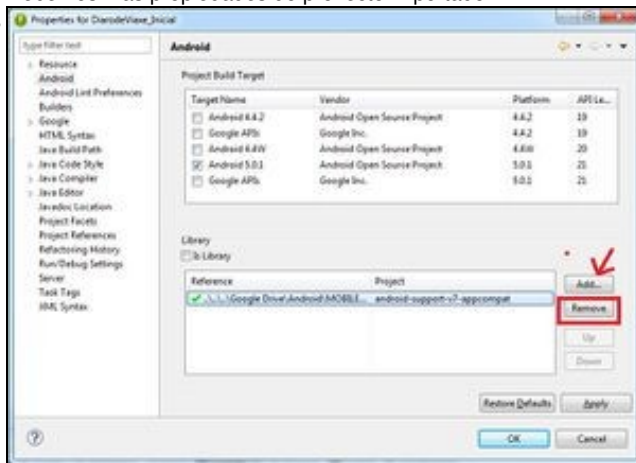 Properties for DiarodeViaxe_Inicial
type filter text
Resource
Android
Android Lint Preferences
Builders
Google
HTML Syntax
Java Build Path
Java Code Style
Java Compiler
Java Editor
Javadoc Location
Project Facets
Project References
Refactoring History
Run/Debug Settings
Server
Task Tags
XML Syntax
Android
Project Build Target
Target Name Vendor Platform API Le...
Android 4.4.2 Android Open Source Project 4.4.2 19
Google APIs Google Inc. 4.4.2 19
Android 4.4W Android Open Source Project 4.4W 20
Android 5.0.1 Android Open Source Project 5.0.1 21
Google APIs Google Inc. 5.0.1 21
Library
Is Library
Reference Project
..\..\..\Google Drive\Android\MOBILE... android-support-v7-appcompat
Add...
Remove
Up
Down
Restore Defaults Apply
OK Cancel